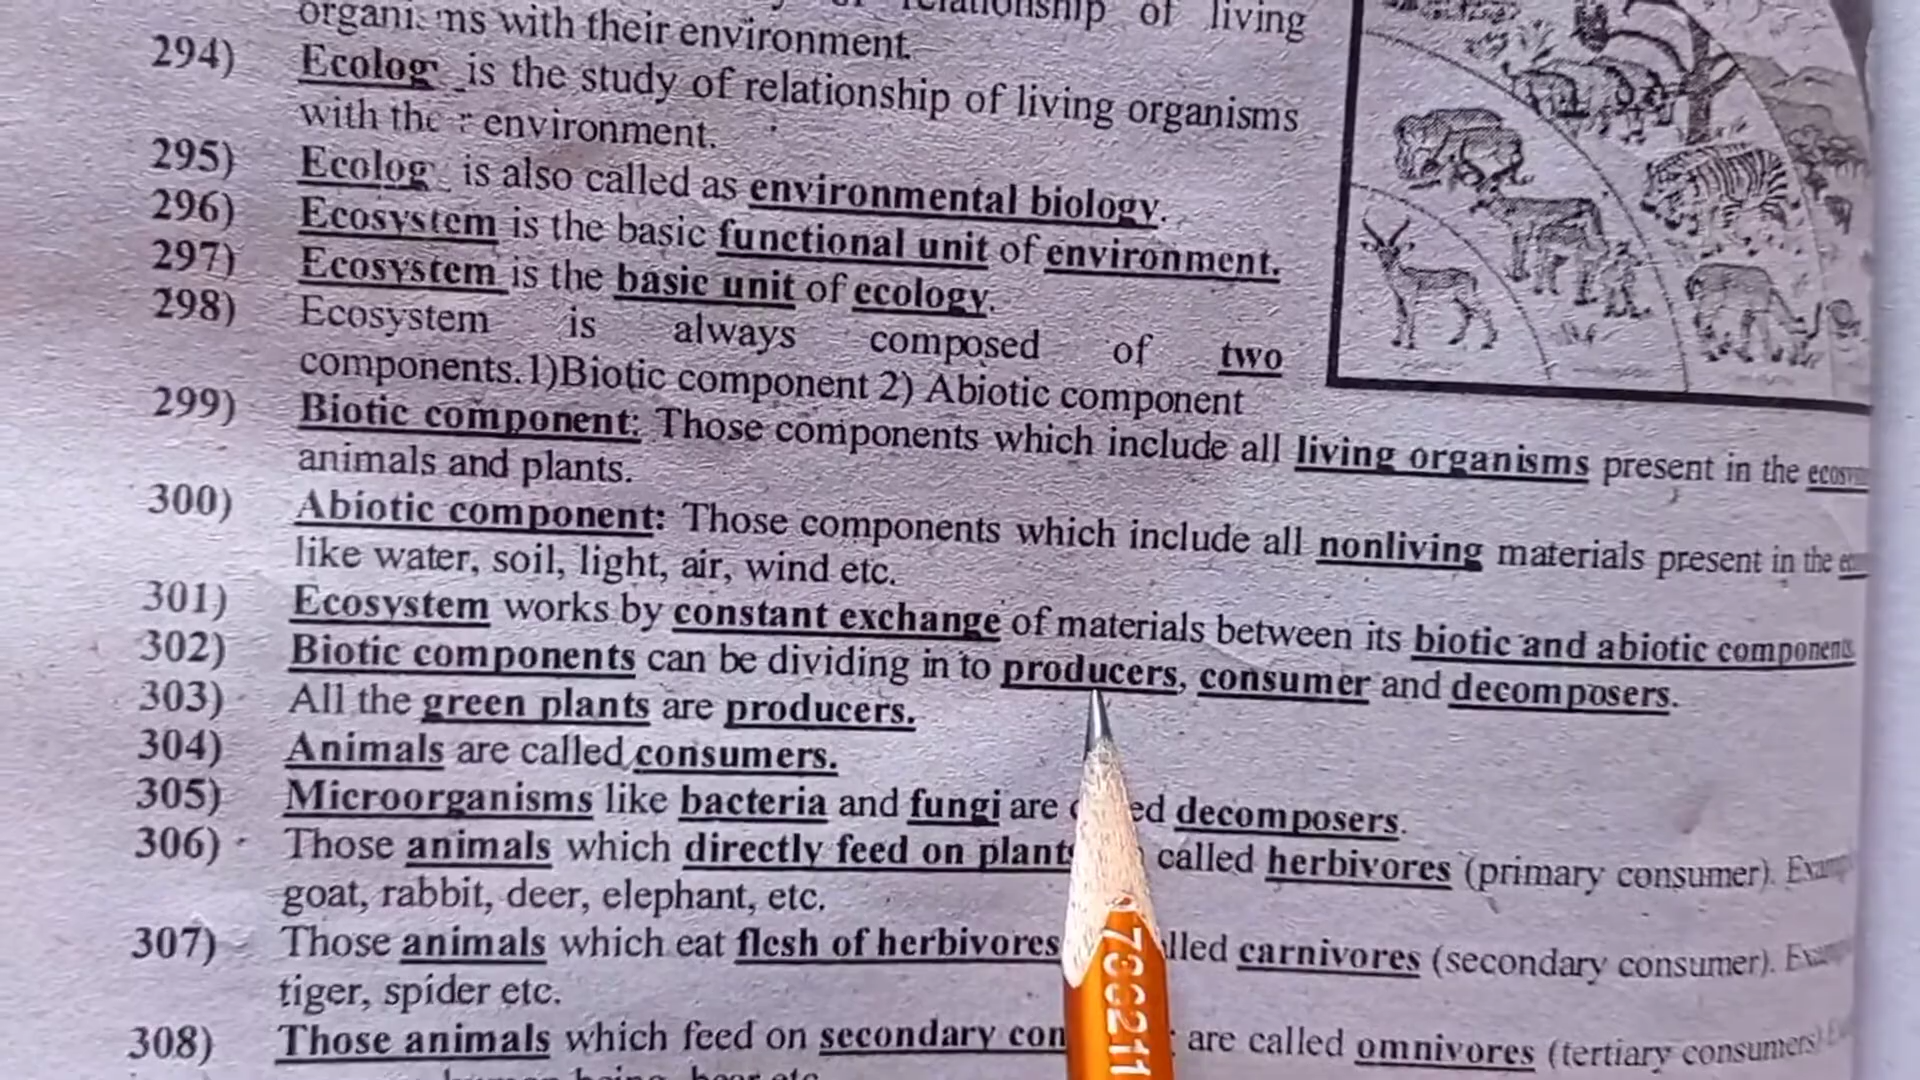 relationship of living
organisms with their environment.
294) Ecology is the study of relationship of living organisms
with environment.
295) Ecology is also called as environmental biology.
296) Ecosystem is the basic functional unit of environment.
297) Ecosystem is the basic unit of ecology.
298) Ecosystem is always composed of two
components.1)Biotic component 2) Abiotic component
299) Biotic component: Those components which include all living organisms present in the
animals and plants.
300) Abiotic component: Those components which include all nonliving materials present in the
like water, soil, light, air, wind etc.
301) Ecosystem works by constant exchange of materials between its biotic and abiotic components
302) Biotic components can be dividing in to producers, consumer and decomposers.
303) All the green plants are producers.
304) Animals are called consumers.
305) Microorganisms like bacteria and fungi are decomposers.
306) Those animals which directly feed on plants called herbivores (primary consumer).
goat, rabbit, deer, elephant, etc.
307) Those animals which eat flesh of herbivores carnivores (secondary consumer).
tiger, spider etc.
308) Those animals which feed on secondary are called omnivores (tertiary consumers)